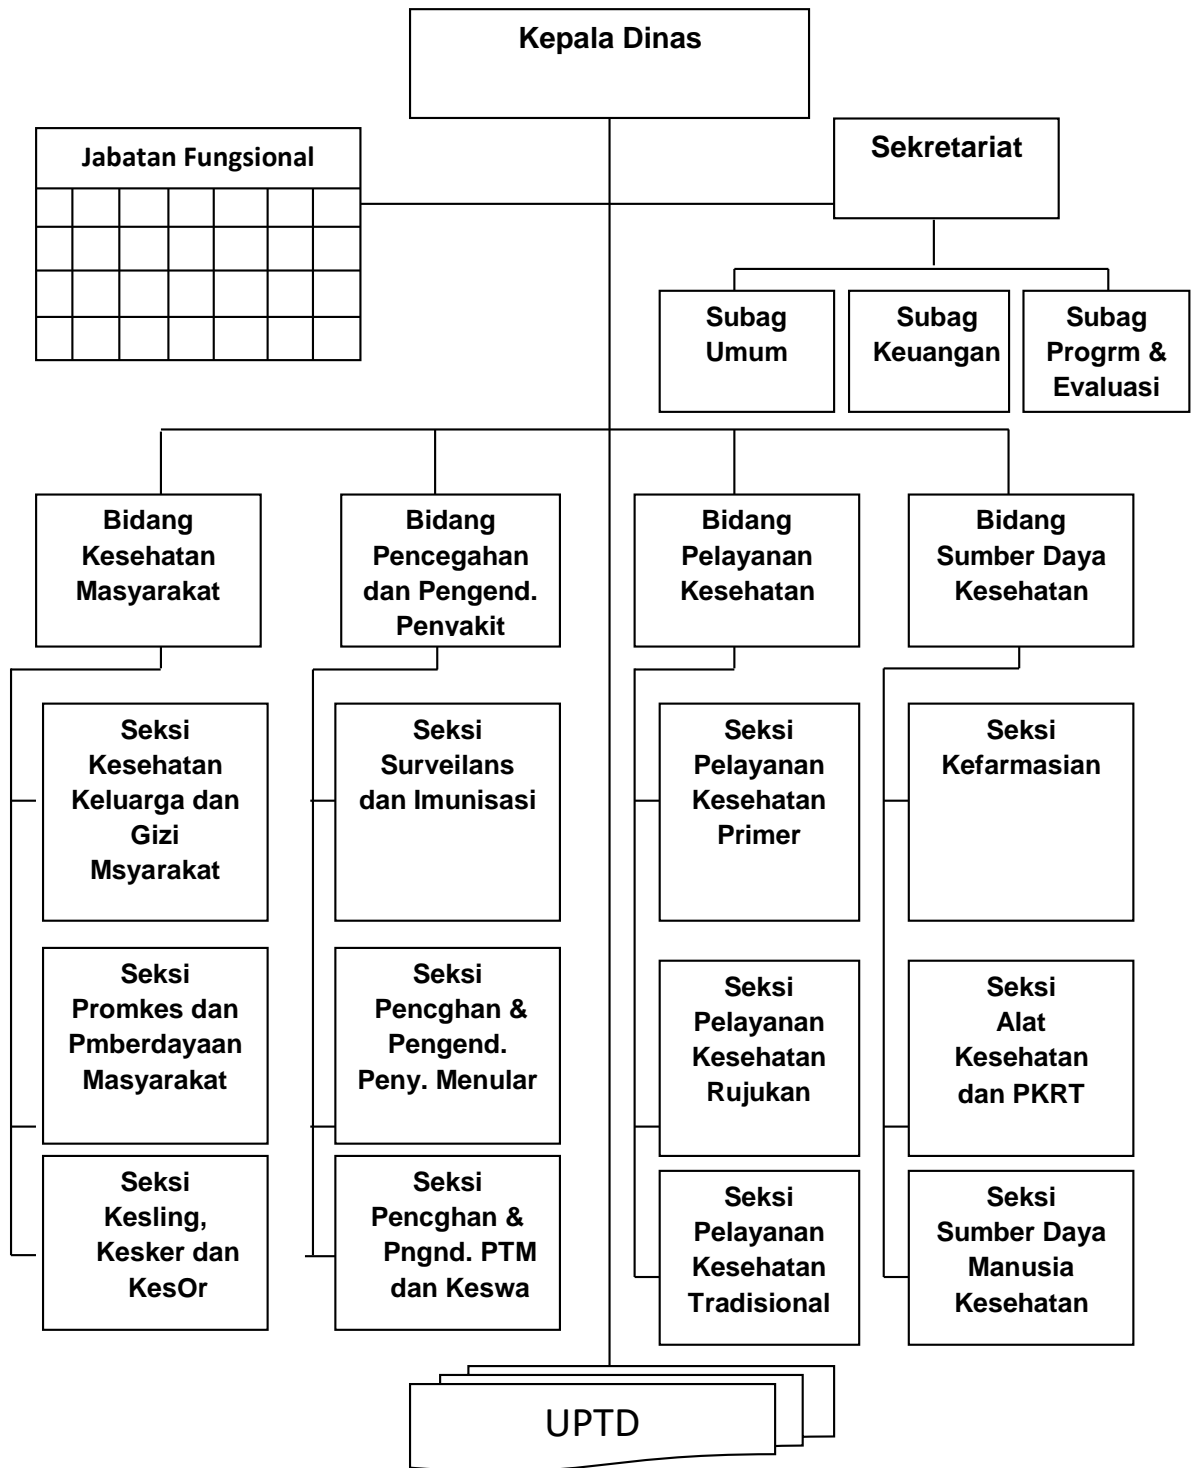 Kepala Dinas
Jabatan Fungsional
Sekretariat
Subag
Umum
Subag
Keuangan
Subag
Progrm &
Evaluasi
Bidang
Kesehatan
Masyarakat
Bidang
Pencegahan
dan Pengend.
Penyakit
Bidang
Pelayanan
Kesehatan
Bidang
Sumber Daya
Kesehatan
Seksi
Kesehatan
Keluarga dan
Gizi
Msyarakat
Seksi
Surveilans
dan Imunisasi
Seksi
Pelayanan
Kesehatan
Primer
Seksi
Kefarmasian
Seksi
Promkes dan
Pmberdayaan
Masyarakat
Seksi
Pencghan &
Pengend.
Peny. Menular
Seksi
Pelayanan
Kesehatan
Rujukan
Seksi
Alat
Kesehatan
dan PKRT
Seksi
Kesling,
Kesker dan
KesOr
Seksi
Pencghan &
Pngnd. PTM
dan Keswa
Seksi
Pelayanan
Kesehatan
Tradisional
Seksi
Sumber Daya
Manusia
Kesehatan
UPTD